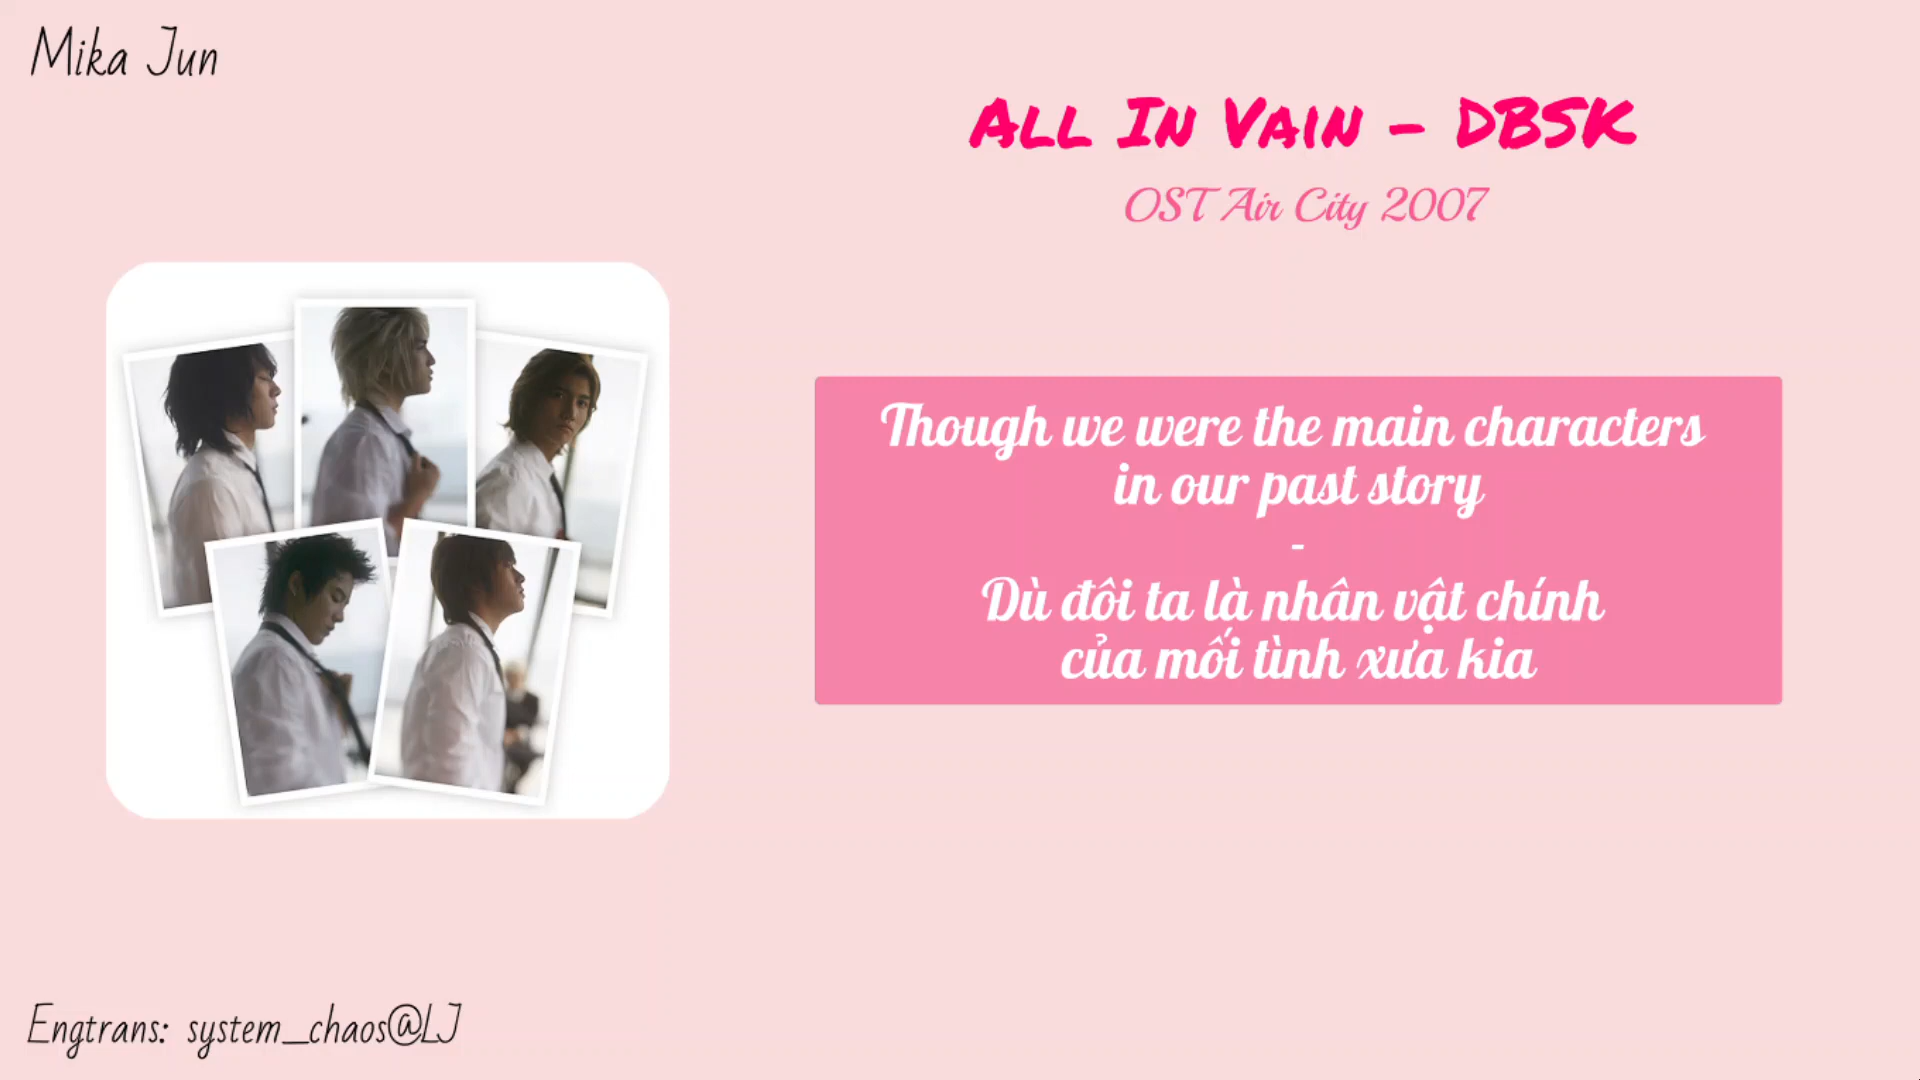 Mika Jun
All In Vain - DBSK
OST Air City 2007
Though we were the main characters
in our past story
-
Dù đôi ta là nhân vật chính
của mối tình xưa kia
Engtrans: system_chaos@LJ